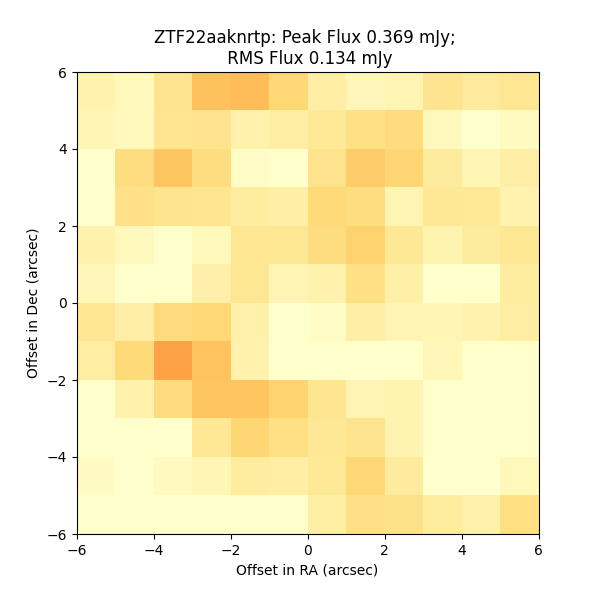 ZTF22aaknrtp: Peak Flux 0.369 mJy;
RMS Flux 0.134 mJy
6
4
2
0
−2
−4
−6
Offset in Dec (arcsec)
−6 −4 −2 0 2 4 6
Offset in RA (arcsec)